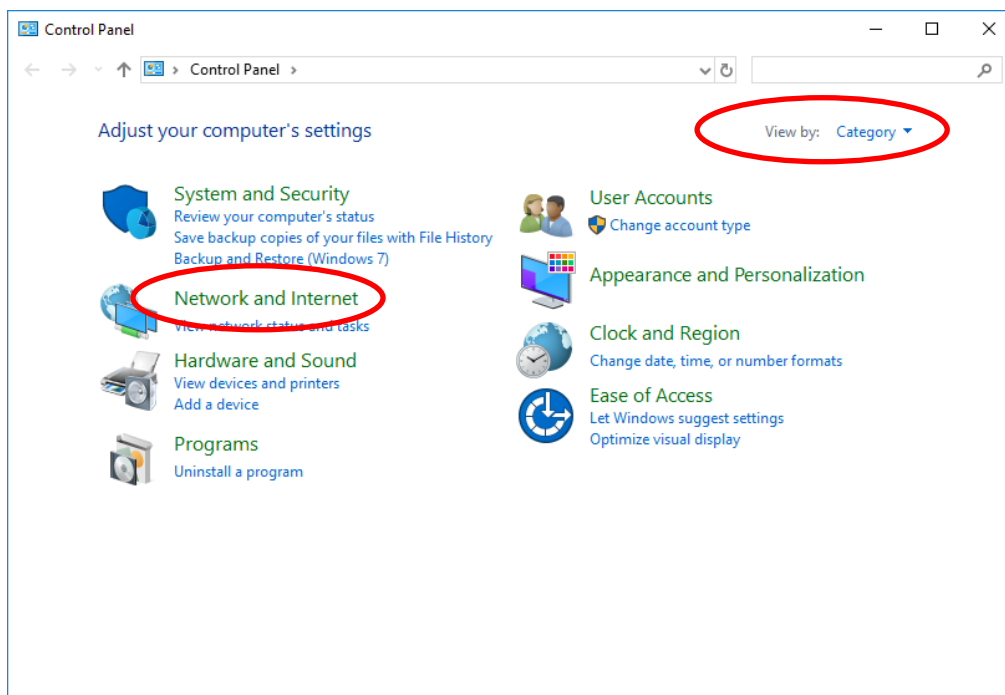 Control Panel
Control Panel
Adjust your computer's settings
View by: Category
System and Security
Review your computer's status
Save backup copies of your files with File History
Backup and Restore (Windows 7)
Network and Internet
View network status and tasks
Hardware and Sound
View devices and printers
Add a device
Programs
Uninstall a program
User Accounts
Change account type
Appearance and Personalization
Clock and Region
Change date, time, or number formats
Ease of Access
Let Windows suggest settings
Optimize visual display